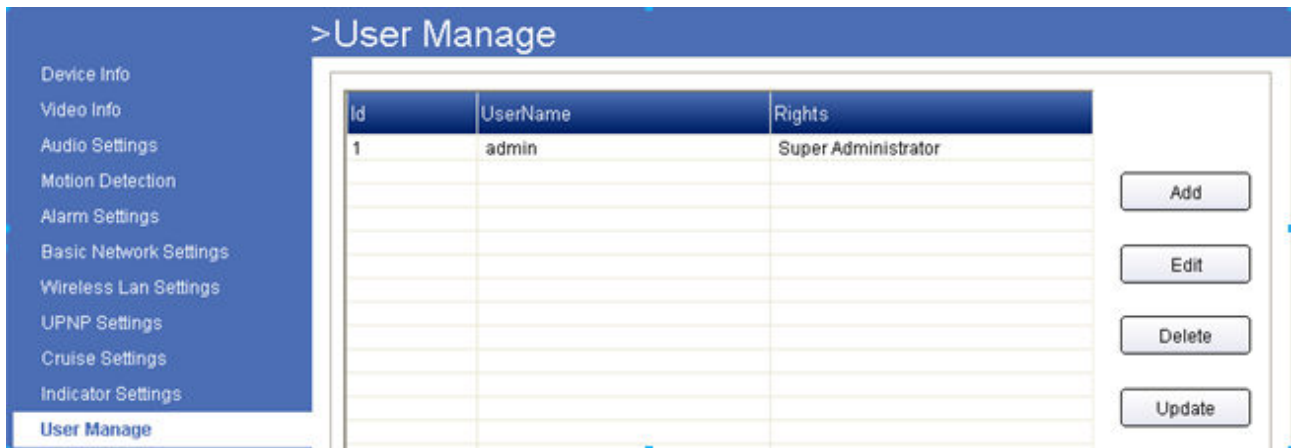 >User Manage
Device Info
Video Info
Audio Settings
Motion Detection
Alarm Settings
Basic Network Settings
Wireless Lan Settings
UPNP Settings
Cruise Settings
Indicator Settings
User Manage
Id UserName Rights
1 admin Super Administrator
Add
Edit
Delete
Update